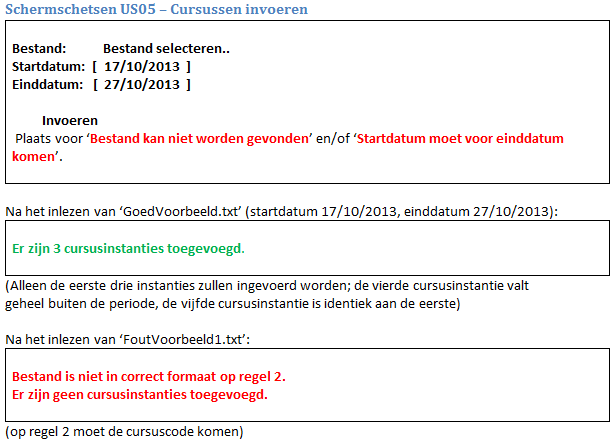 Schermschetsen US05 – Cursussen invoeren
Bestand: Bestand selecteren..
Startdatum: [ 17/10/2013 ]
Einddatum: [ 27/10/2013 ]
Invoeren
Plaats voor ‘Bestand kan niet worden gevonden’ en/of ‘Startdatum moet voor einddatum
komen’.
Na het inlezen van ‘GoedVoorbeeld.txt’ (startdatum 17/10/2013, einddatum 27/10/2013):
Er zijn 3 cursusinstanties toegevoegd.
(Alleen de eerste drie instanties zullen ingevoerd worden; de vierde cursusinstantie valt
geheel buiten de periode, de vijfde cursusinstantie is identiek aan de eerste)
Na het inlezen van ‘FoutVoorbeeld1.txt’:
Bestand is niet in correct formaat op regel 2.
Er zijn geen cursusinstanties toegevoegd.
(op regel 2 moet de cursuscode komen)